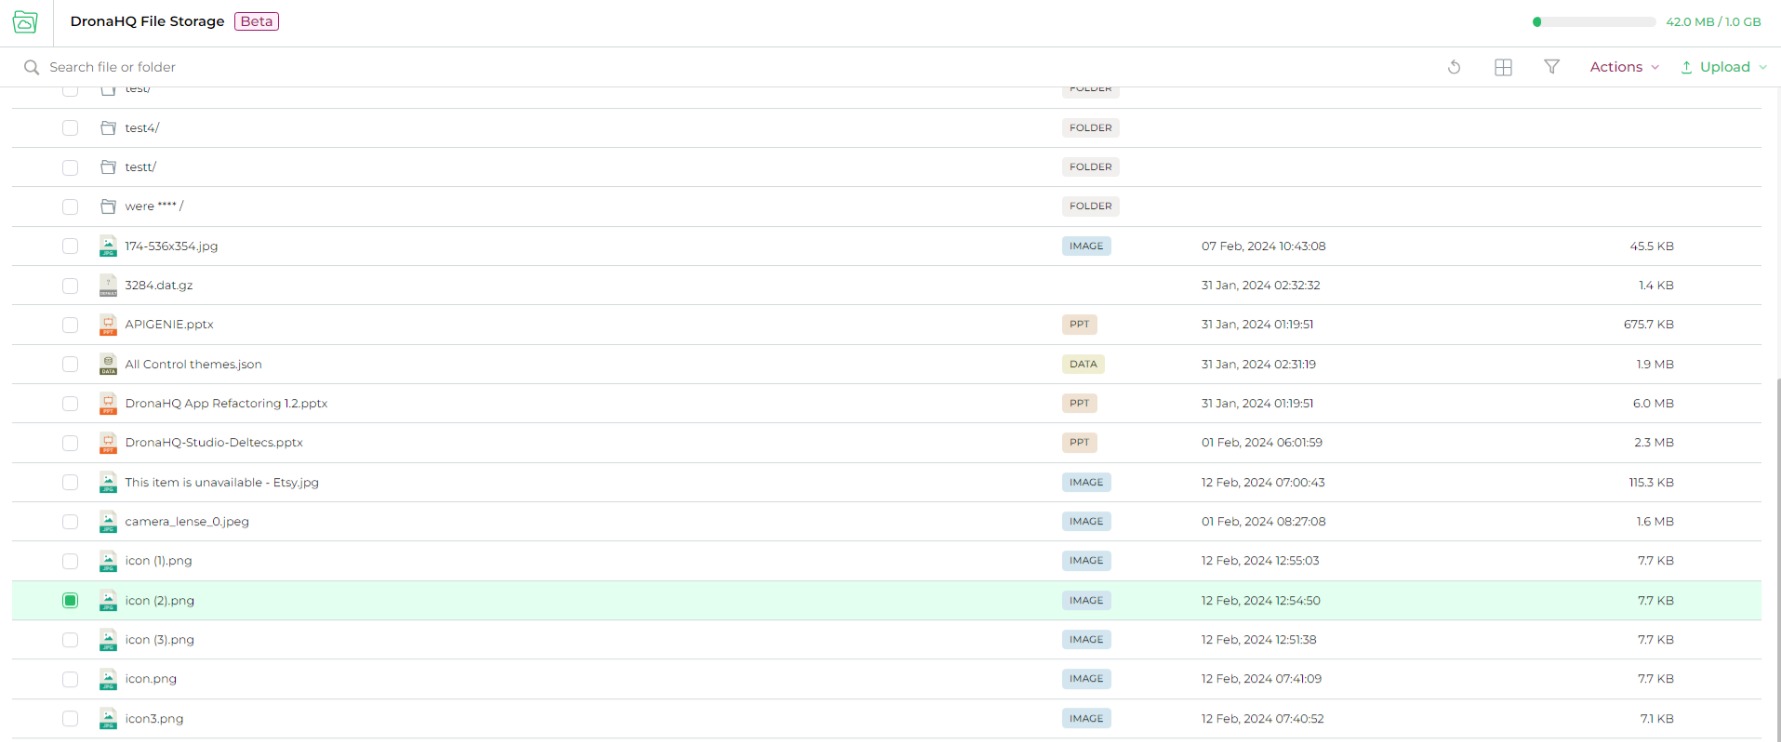 DronaHQ File Storage Beta 42.0 MB / 1.0 GB
Search file or folder Actions Upload
test/ FOLDER
test4/ FOLDER
testt/ FOLDER
were **** / FOLDER
174-536x354.jpg IMAGE 07 Feb, 2024 10:43:08 45.5 KB
3284.dat.gz 31 Jan, 2024 02:32:32 1.4 KB
APIGENIE.pptx PPT 31 Jan, 2024 01:19:51 675.7 KB
All Control themes.json DATA 31 Jan, 2024 02:31:19 1.9 MB
DronaHQ App Refactoring 1.2.pptx PPT 31 Jan, 2024 01:19:51 6.0 MB
DronaHQ-Studio-Deltecs.pptx PPT 01 Feb, 2024 06:01:59 2.3 MB
This item is unavailable - Etsy.jpg IMAGE 12 Feb, 2024 07:00:43 115.3 KB
camera_lense_0.jpeg IMAGE 01 Feb, 2024 08:27:08 1.6 MB
icon (1).png IMAGE 12 Feb, 2024 12:55:03 7.7 KB
icon (2).png IMAGE 12 Feb, 2024 12:54:50 7.7 KB
icon (3).png IMAGE 12 Feb, 2024 12:51:38 7.7 KB
icon.png IMAGE 12 Feb, 2024 07:41:09 7.7 KB
icon3.png IMAGE 12 Feb, 2024 07:40:52 7.1 KB